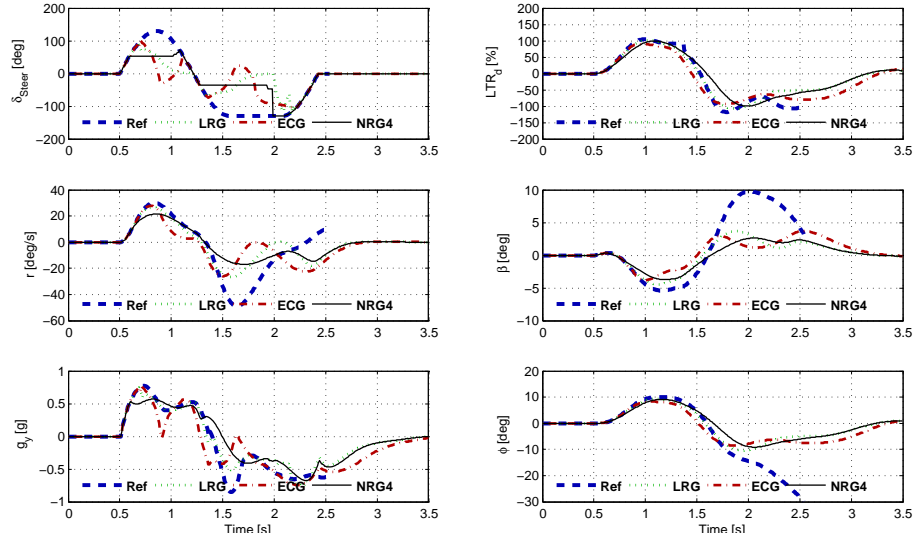 200
100
0
−100
200
δSteer [deg]
Ref LRG ECG NRG4
0 0.5 1 1.5 2 2.5 3 3.5
200
150
100
50
0
−50
−100
−150
−200
LTRd [%]
Ref LRG ECG NRG4
0 0.5 1 1.5 2 2.5 3 3.5
40
20
0
−20
−40
−60
r [deg/s]
Ref LRG ECG NRG4
0 0.5 1 1.5 2 2.5 3 3.5
10
5
0
−5
−10
β [deg]
Ref LRG ECG NRG4
0 0.5 1 1.5 2 2.5 3 3.5
1
0.5
0
−0.5
−1
gy [g]
Ref LRG ECG NRG4
0 0.5 1 1.5 2 2.5 3 3.5
Time [s]
20
10
0
−10
−20
−30
ϕ [deg]
Ref LRG ECG NRG4
0 0.5 1 1.5 2 2.5 3 3.5
Time [s]